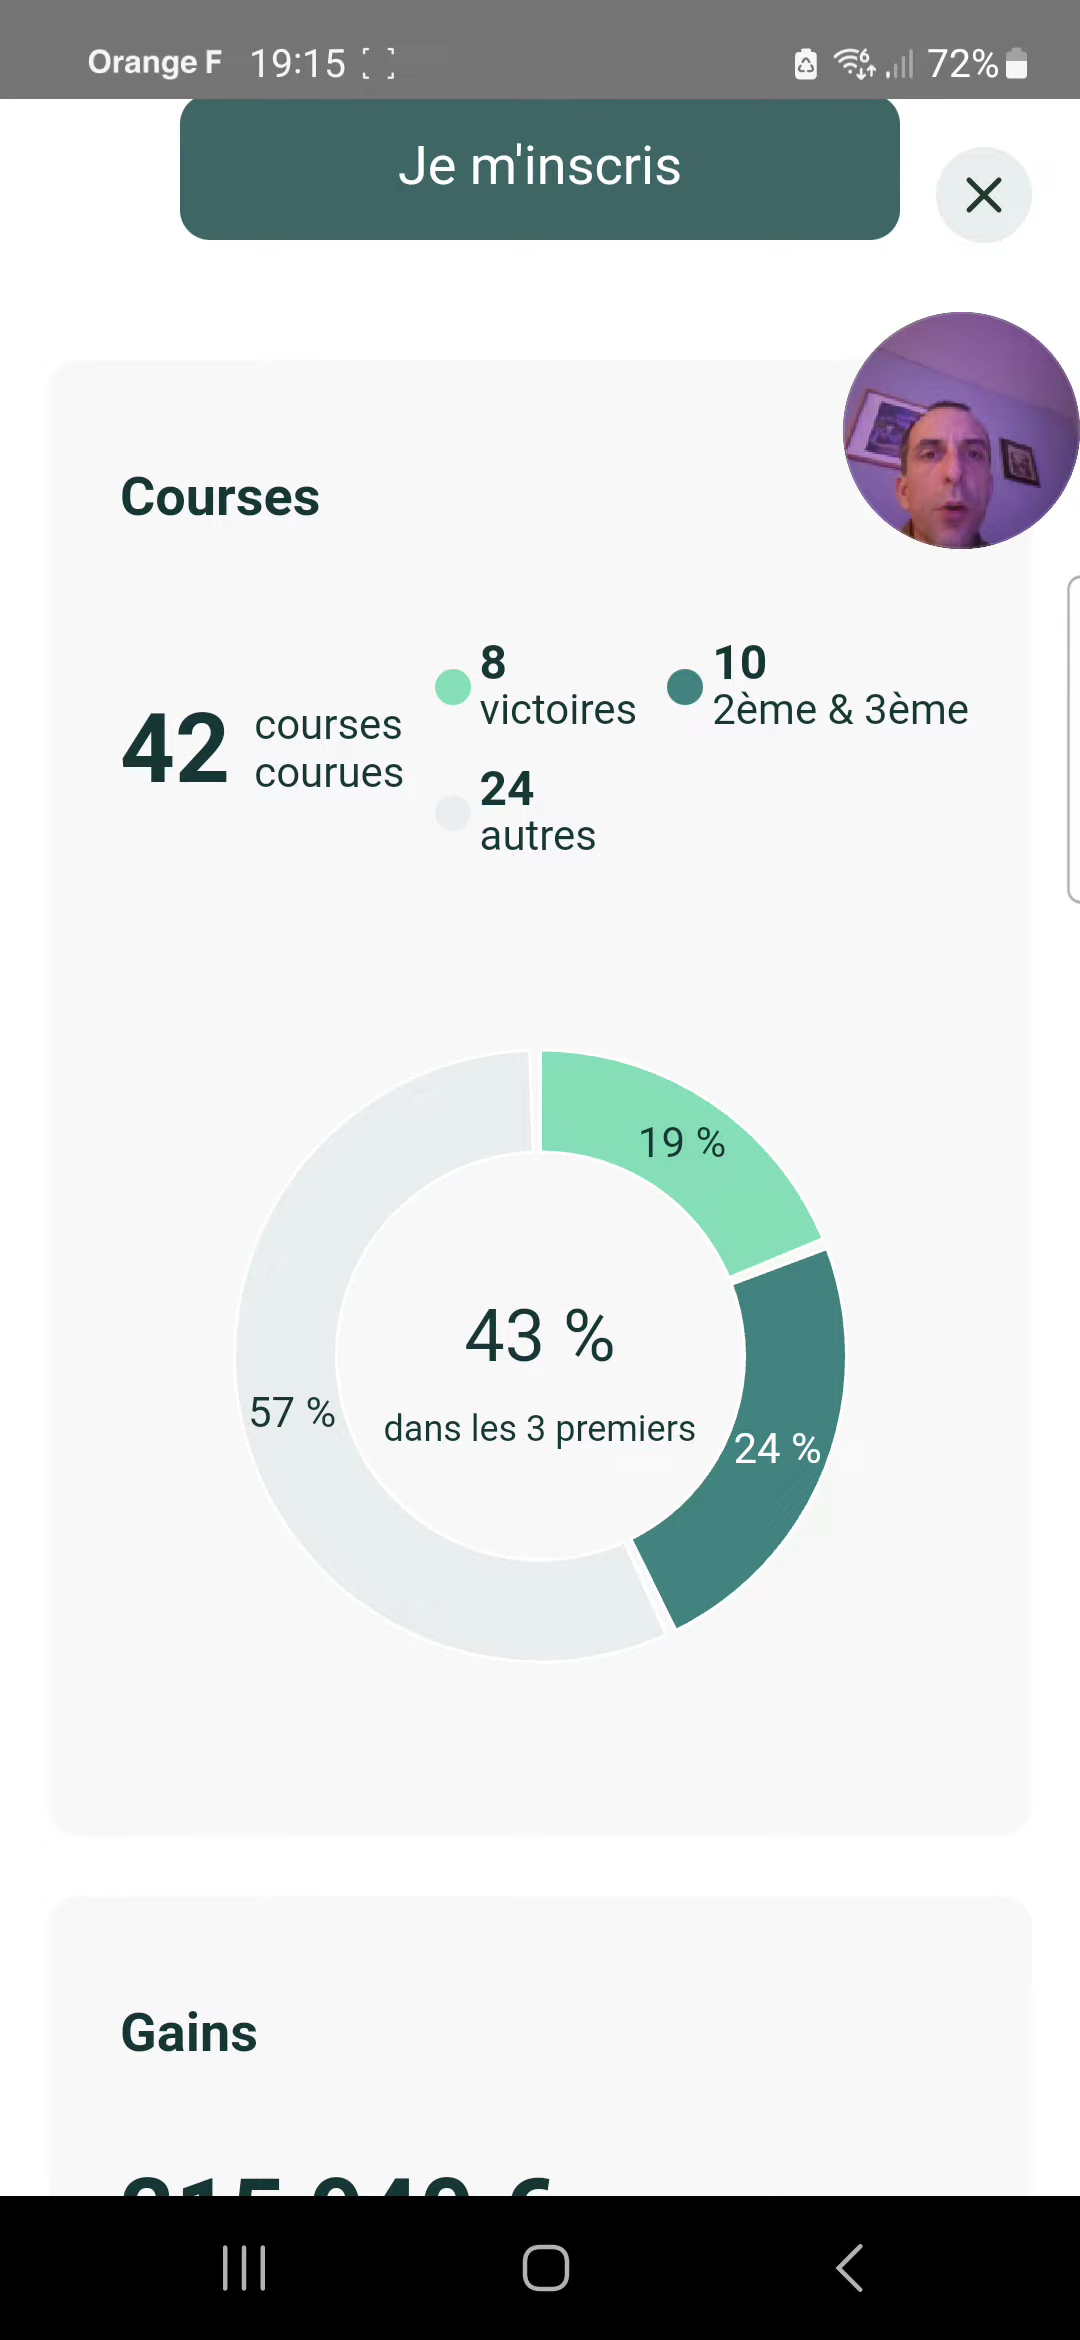 Orange F 19:15 72%
Je m'inscris
Courses
42 courses courues
8 victoires
10 2ème & 3ème
24 autres
19 %
43 %
dans les 3 premiers
57 %
24 %
Gains